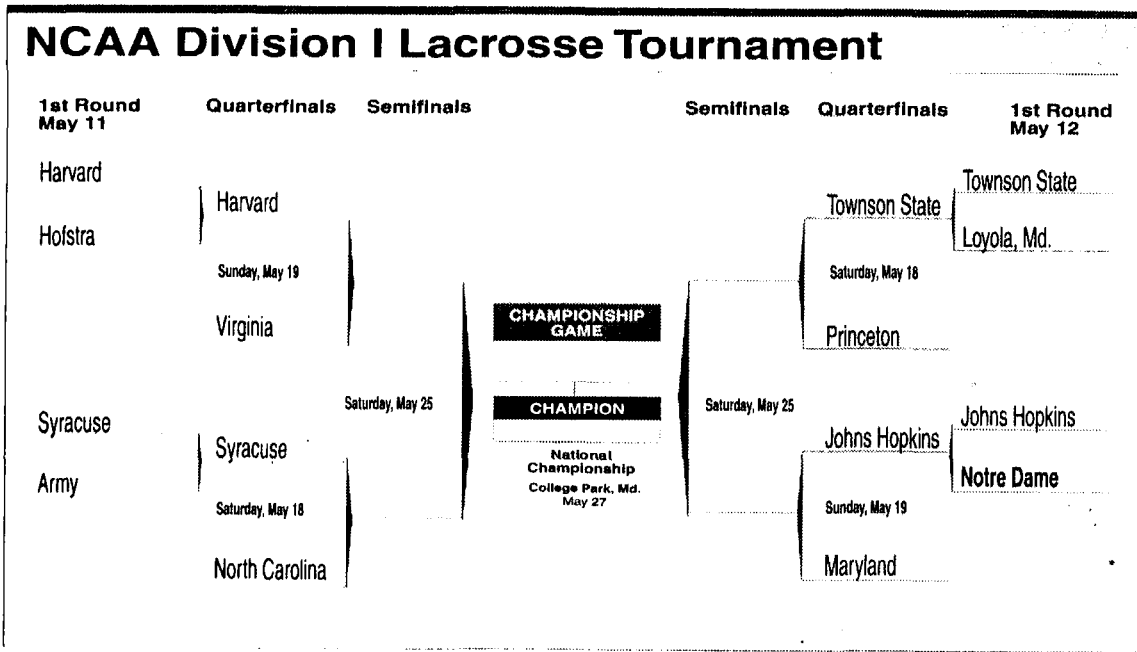 NCAA Division I Lacrosse Tournament
1st Round
May 11
Quarterfinals
Semifinals
Semifinals
Quarterfinals
1st Round
May 12
Harvard
Hofstra
Harvard
Sunday, May 19
Virginia
Syracuse
Army
Syracuse
Saturday, May 18
North Carolina
Saturday, May 25
CHAMPIONSHIP
GAME
CHAMPION
National
Championship
College Park, Md.
May 27
Saturday, May 25
Townson State
Saturday, May 18
Princeton
Johns Hopkins
Sunday, May 19
Maryland
Townson State
Loyola, Md.
Johns Hopkins
Notre Dame